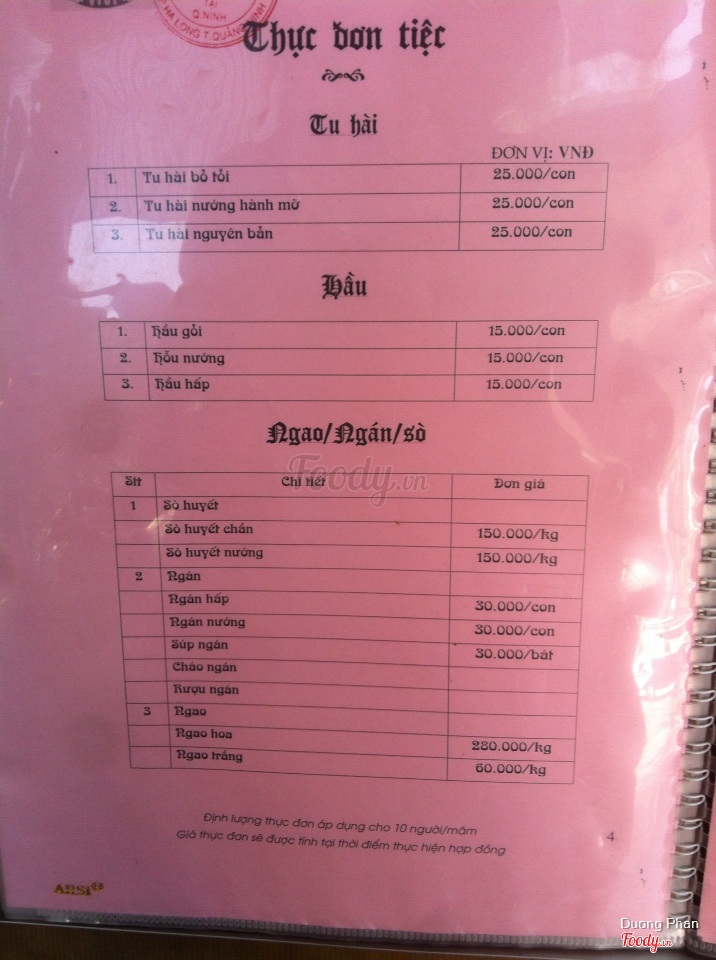 TẠI
Q.NINH
P HẠ LONG T. QUẢNG NINH
Thực đơn tiệc
Tu hài
ĐƠN VỊ: VNĐ
1. Tu hài bỏ tỏi 25.000/con
2. Tu hài nướng hành mỡ 25.000/con
3. Tu hài nguyên bản 25.000/con
Hầu
1. Hầu gỏi 15.000/con
2. Hỗu nướng 15.000/con
3. Hầu hấp 15.000/con
Ngao/Ngán/sò
Foody.vn
Stt Chi tiết Đơn giá
1 Sò huyết
Sò huyết chần 150.000/kg
Sò huyết nướng 150.000/kg
2 Ngán
Ngán hấp 30.000/con
Ngán nướng 30.000/con
Súp ngán 30.000/bát
Cháo ngán
Rượu ngán
3 Ngao
Ngao hoa 280.000/kg
Ngao trắng 60.000/kg
Định lượng thực đơn áp dụng cho 10 người/mâm
Giá thực đơn sẽ được tính tại thời điểm thực hiện hợp đồng
4
Duong Phan
Foody.vn